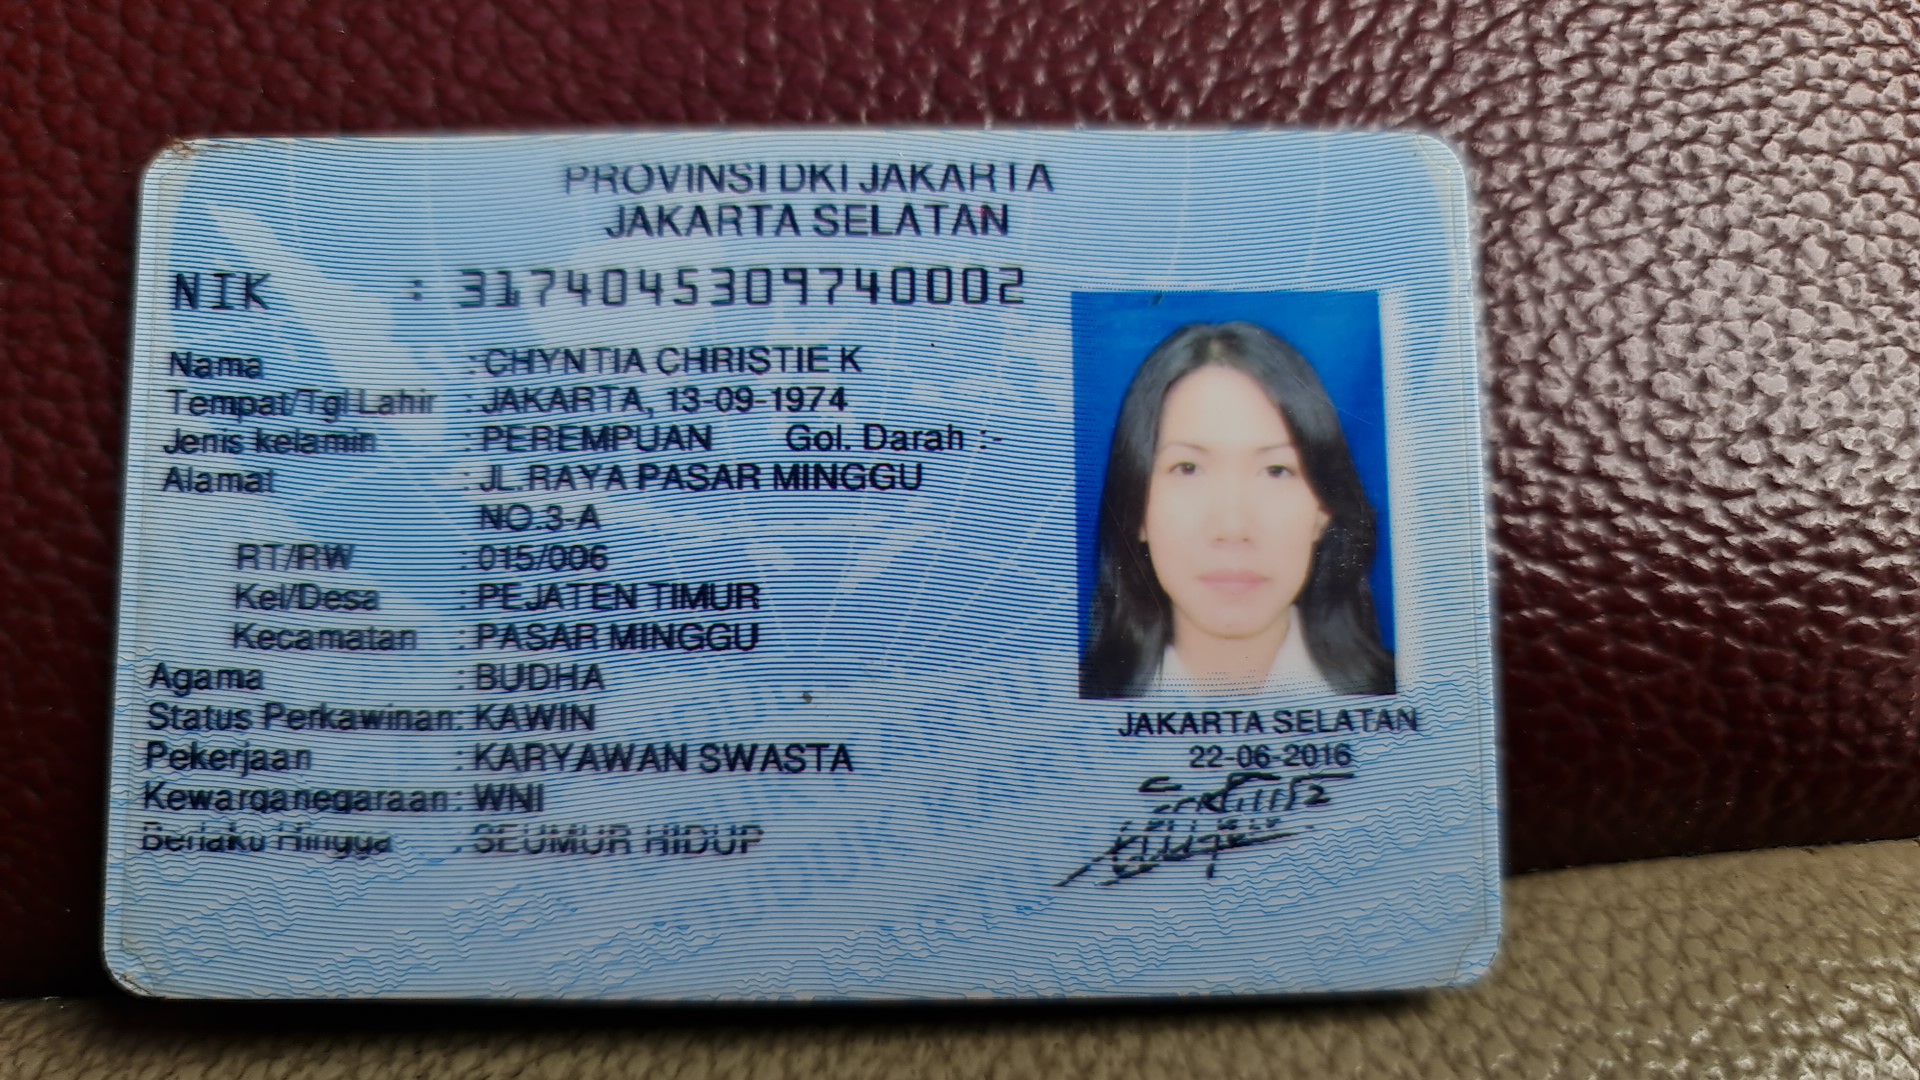 PROVINSI DKI JAKARTA
JAKARTA SELATAN
NIK : 3174045309740002
Nama : CHYNTIA CHRISTIE K
Tempat/Tgl Lahir : JAKARTA, 13-09-1974
Jenis kelamin : PEREMPUAN Gol. Darah : -
Alamat : JL.RAYA PASAR MINGGU
NO.3 A
RT/RW : 015/006
Kel/Desa : PEJATEN TIMUR
Kecamatan : PASAR MINGGU
Agama : BUDHA
Status Perkawinan: KAWIN
Pekerjaan : KARYAWAN SWASTA
Kewarganegaraan: WNI
Berlaku Hingga : SEUMUR HIDUP
JAKARTA SELATAN
22-06-2016